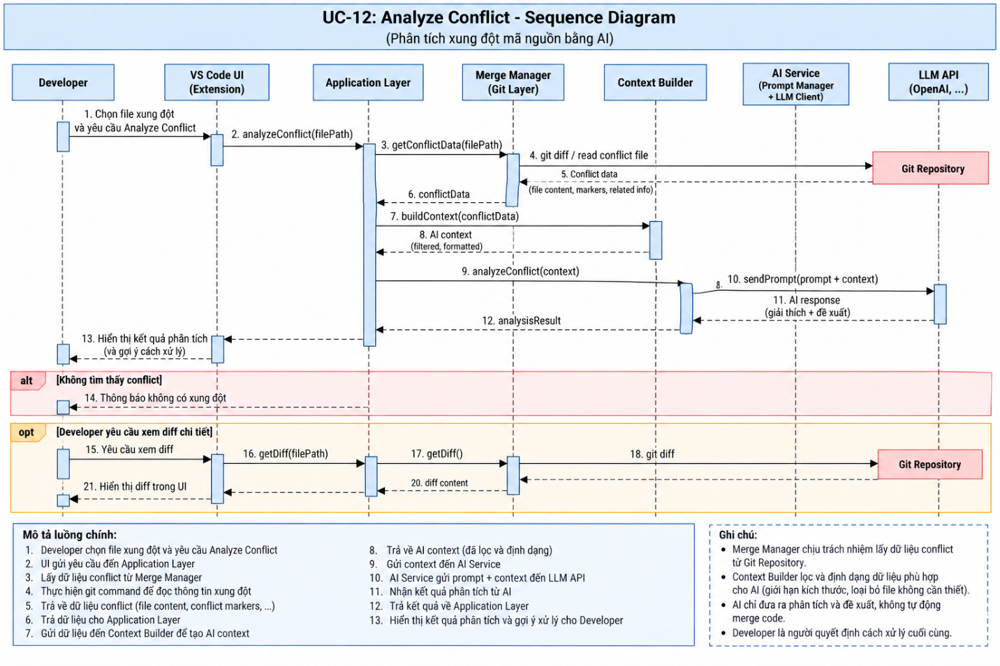 UC-12: Analyze Conflict - Sequence Diagram
(Phân tích xung đột mã nguồn bằng AI)
Developer
VS Code UI
(Extension)
Application Layer
Merge Manager
(Git Layer)
Context Builder
AI Service
(Prompt Manager
+ LLM Client)
LLM API
(OpenAI, ...)
1. Chọn file xung đột
và yêu cầu Analyze Conflict
2. analyzeConflict(filePath)
3. getConflictData(filePath)
4. git diff / read conflict file
Git Repository
5. Conflict data
(file content, markers, related info)
6. conflictData
7. buildContext(conflictData)
8. AI context
(filtered, formatted)
9. analyzeConflict(context)
8.
10. sendPrompt(prompt + context)
11. AI response
(giải thích + đề xuất)
12. analysisResult
13. Hiển thị kết quả phân tích
(và gợi ý cách xử lý)
alt
[Không tìm thấy conflict]
14. Thông báo không có xung đột
opt
[Developer yêu cầu xem diff chi tiết]
15. Yêu cầu xem diff
16. getDiff(filePath)
17. getDiff()
18. git diff
Git Repository
20. diff content
21. Hiển thị diff trong UI
Mô tả luồng chính:
1. Developer chọn file xung đột và yêu cầu Analyze Conflict
2. UI gửi yêu cầu đến Application Layer
3. Lấy dữ liệu conflict từ Merge Manager
4. Thực hiện git command để đọc thông tin xung đột
5. Trả về dữ liệu conflict (file content, conflict markers, ...)
6. Trả dữ liệu cho Application Layer
7. Gửi dữ liệu đến Context Builder để tạo AI context
8. Trả về AI context (đã lọc và định dạng)
9. Gửi context đến AI Service
10. AI Service gửi prompt + context đến LLM API
11. Nhận kết quả phân tích từ AI
12. Trả kết quả về Application Layer
13. Hiển thị kết quả phân tích và gợi ý xử lý cho Developer
Ghi chú:
• Merge Manager chịu trách nhiệm lấy dữ liệu conflict
từ Git Repository.
• Context Builder lọc và định dạng dữ liệu phù hợp
cho AI (giới hạn kích thước, loại bỏ file không cần thiết).
• AI chỉ đưa ra phân tích và đề xuất, không tự động
merge code.
• Developer là người quyết định cách xử lý cuối cùng.